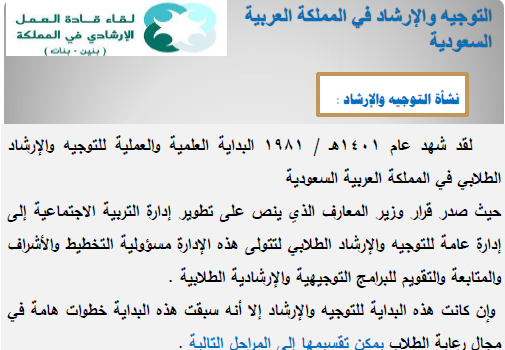 التوجيه والإرشاد في المملكة العربية
السعودية
لقاء قادة العمل
الإرشادي في المملكة
( بنين - بنات )
نشأة التوجيه والإرشاد :
لقد شهد عام ١٤٠١هـ / ١٩٨١ البداية العلمية والعملية للتوجيه والإرشاد
الطلابي في المملكة العربية السعودية
حيث صدر قرار وزير المعارف الذي ينص على تطوير إدارة التربية الاجتماعية إلى
إدارة عامة للتوجيه والإرشاد الطلابي لتتولى هذه الإدارة مسؤولية التخطيط والأشراف
والمتابعة والتقويم للبرامج التوجيهية والإرشادية الطلابية .
وإن كانت هذه البداية للتوجيه والإرشاد إلا أنه سبقت هذه البداية خطوات هامة في
مجال رعاية الطلاب يمكن تقسيمها إلى المراحل التالية .